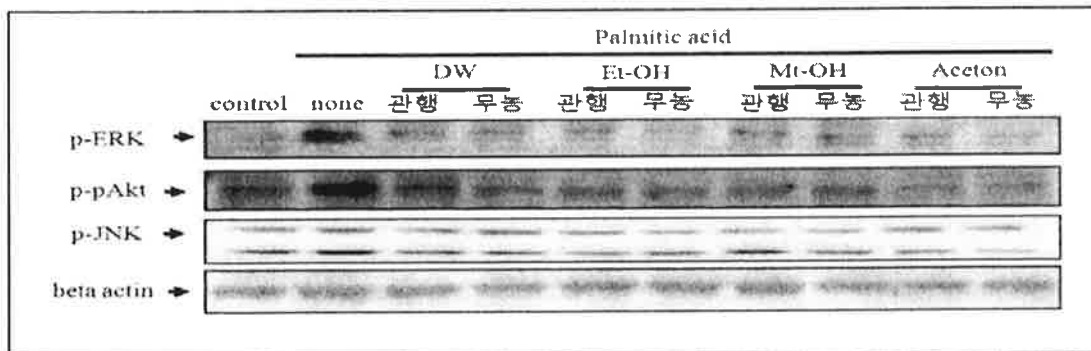 Palmitic acid
DW Et-OH Mt-OH Aceton
control none 관행 무농 관행 무농 관행 무농 관행 무농
p-ERK
p-pAkt
p-JNK
beta actin